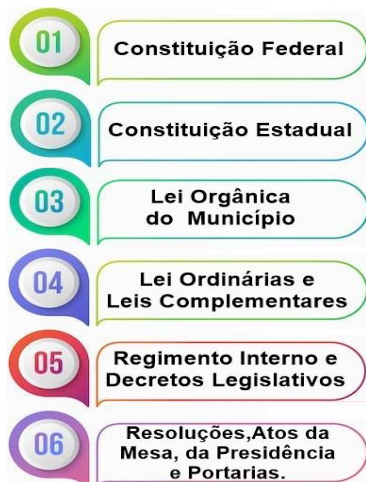 01
Constituição Federal
02
Constituição Estadual
03
Lei Orgânica
do Município
04
Lei Ordinárias e
Leis Complementares
05
Regimento Interno e
Decretos Legislativos
06
Resoluções,Atos da
Mesa, da Presidência
e Portarias.